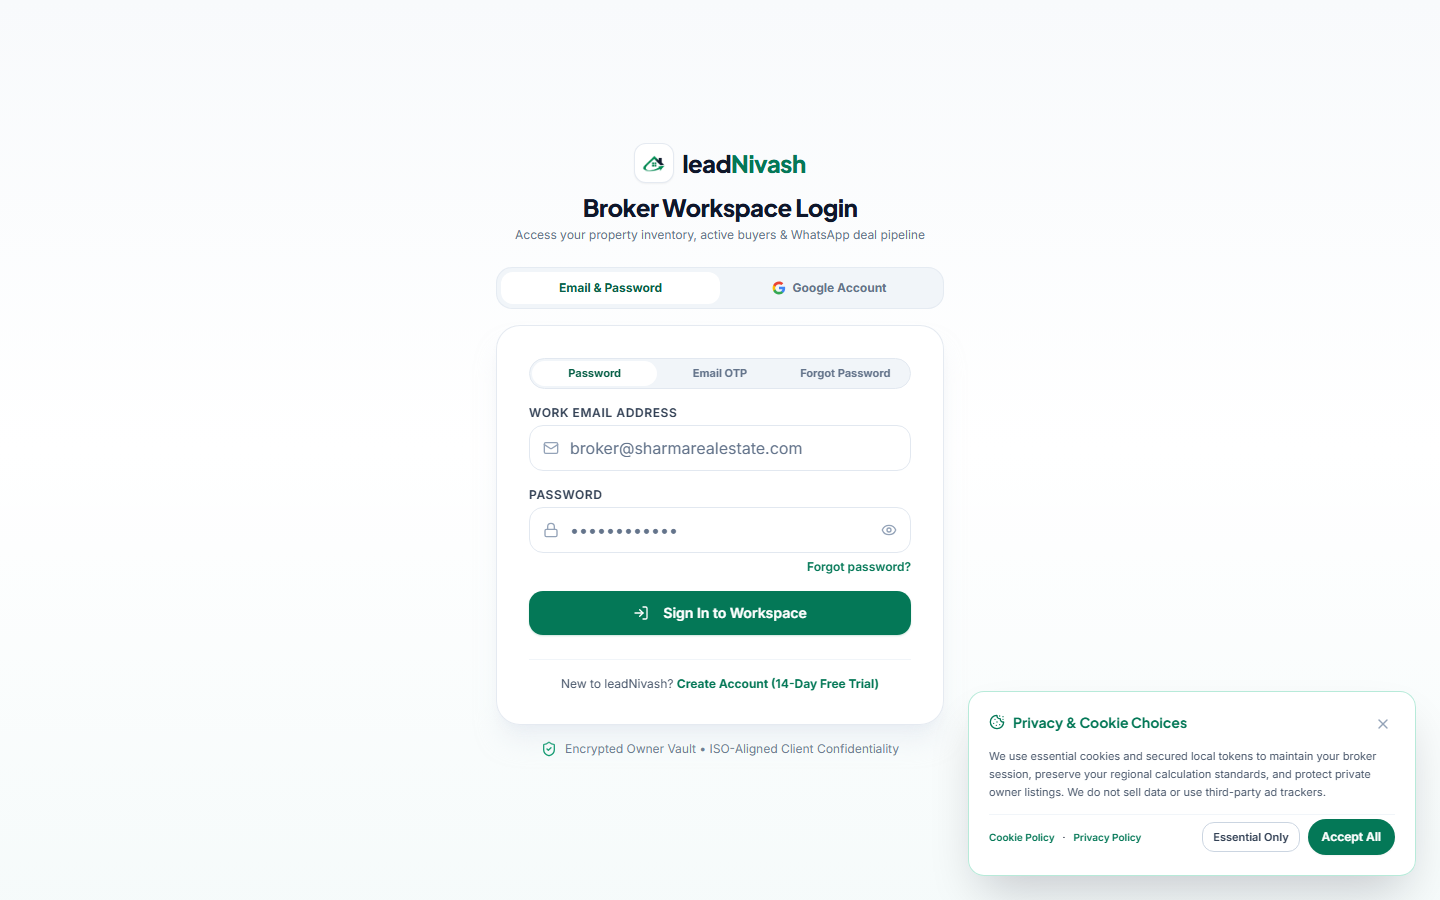 leadNivash
Broker Workspace Login
Access your property inventory, active buyers & WhatsApp deal pipeline
Email & Password
Google Account
Password
Email OTP
Forgot Password
WORK EMAIL ADDRESS
broker@sharmarealestate.com
PASSWORD
••••••••••••
Forgot password?
Sign In to Workspace
New to leadNivash? Create Account (14-Day Free Trial)
Encrypted Owner Vault • ISO-Aligned Client Confidentiality
Privacy & Cookie Choices
We use essential cookies and secured local tokens to maintain your broker
session, preserve your regional calculation standards, and protect private
owner listings. We do not sell data or use third-party ad trackers.
Cookie Policy · Privacy Policy
Essential Only
Accept All